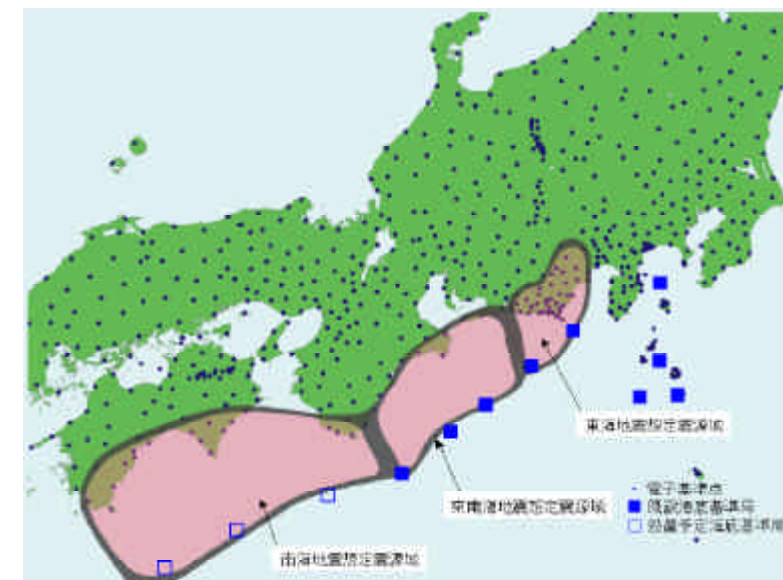 東海地震想定震源域
東南海地震想定震源域
南海地震想定震源域
電子基準点
既設海底基準局
設置予定海底基準局